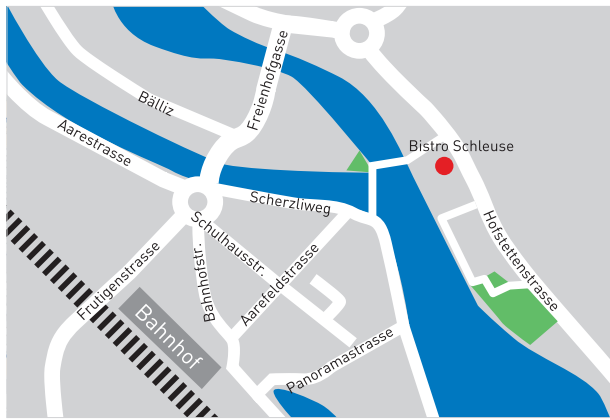 Freienhofgasse
Bälliz
Aarestrasse
Bistro Schleuse
Scherzliweg
Hofstettenstrasse
Schulhausstr.
Frutigenstrasse
Bahnhofstr.
Aarefeldstrasse
Bahnhof
Panoramastrasse